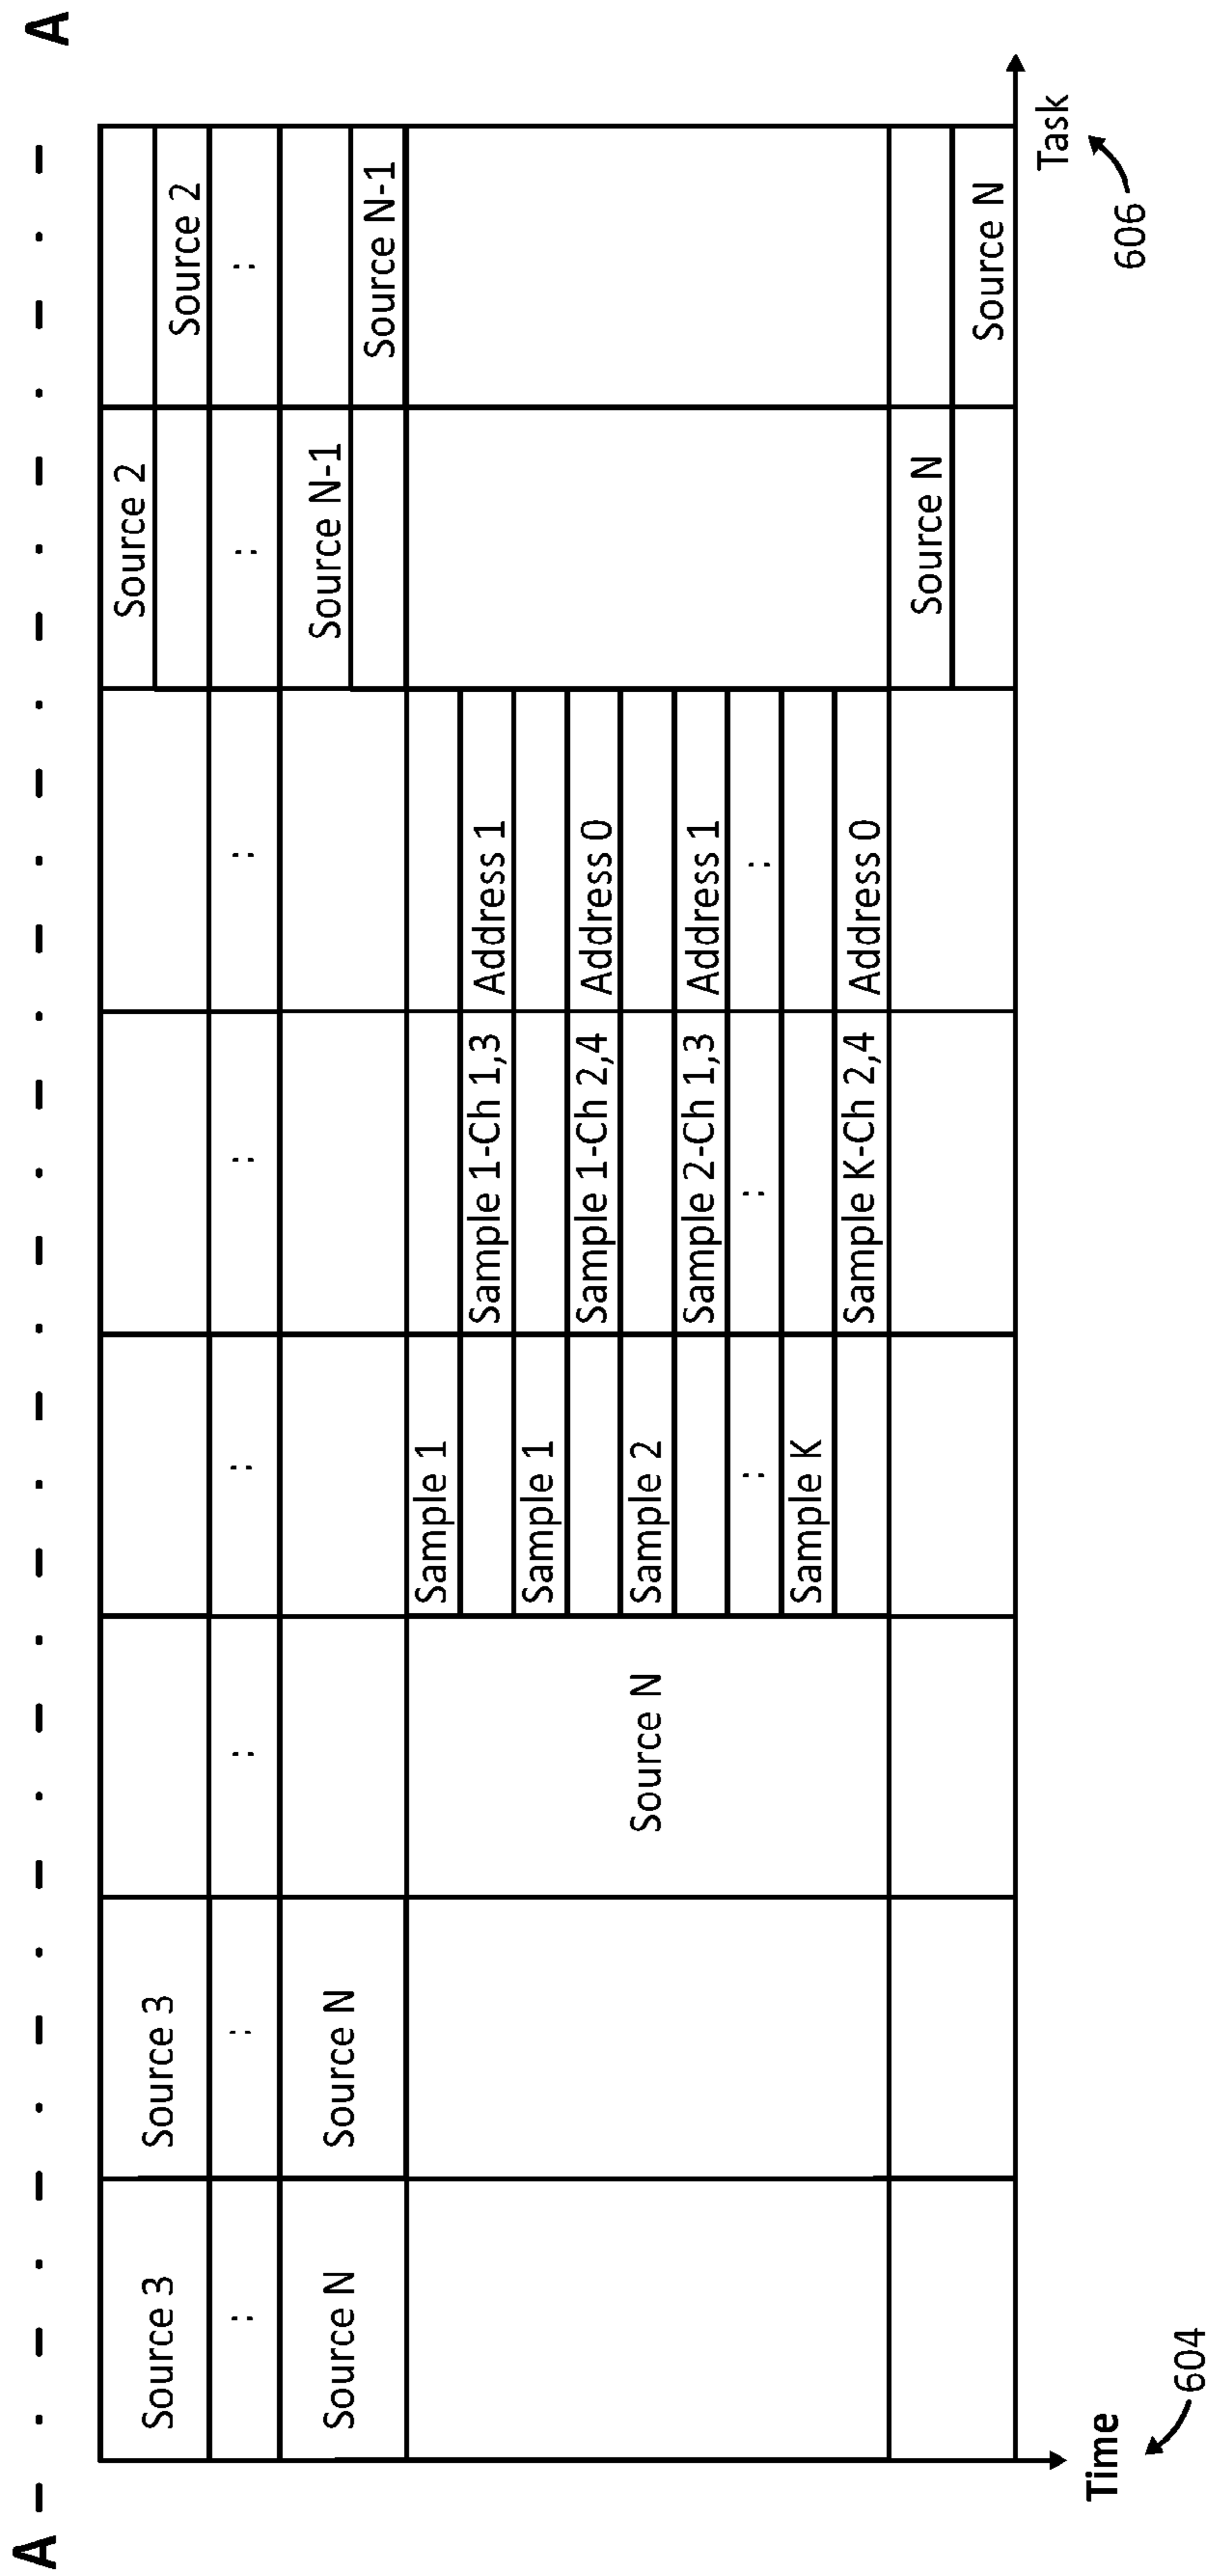 A A
Source 3 Source 3 Source 2
Source 2
: : : : : : :
Source N Source N Source N-1
Source N-1
Sample 1
Sample 1-Ch 1,3 Address 1
Sample 1
Sample 1-Ch 2,4 Address 0
Source N Sample 2
Sample 2-Ch 1,3 Address 1
: : :
Sample K
Sample K-Ch 2,4 Address 0
Source N
Source N
Task
Time 606
604